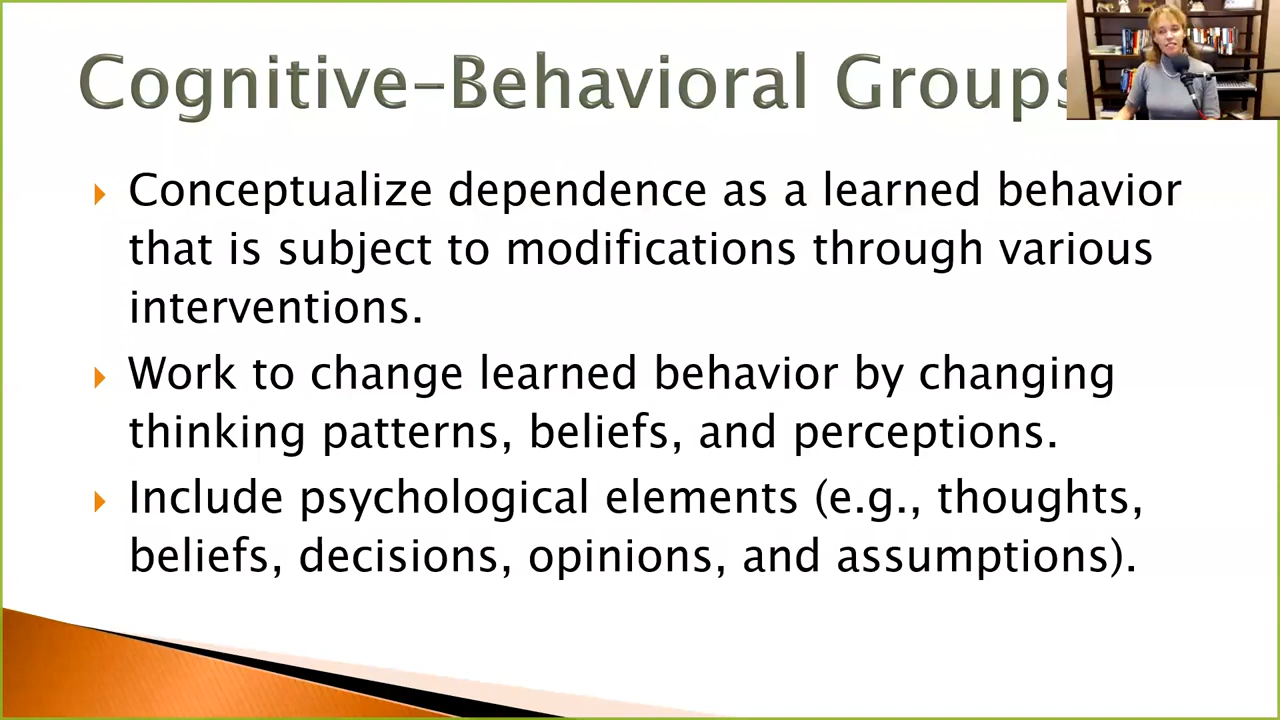 Cognitive-Behavioral Groups
Conceptualize dependence as a learned behavior
that is subject to modifications through various
interventions.
Work to change learned behavior by changing
thinking patterns, beliefs, and perceptions.
Include psychological elements (e.g., thoughts,
beliefs, decisions, opinions, and assumptions).